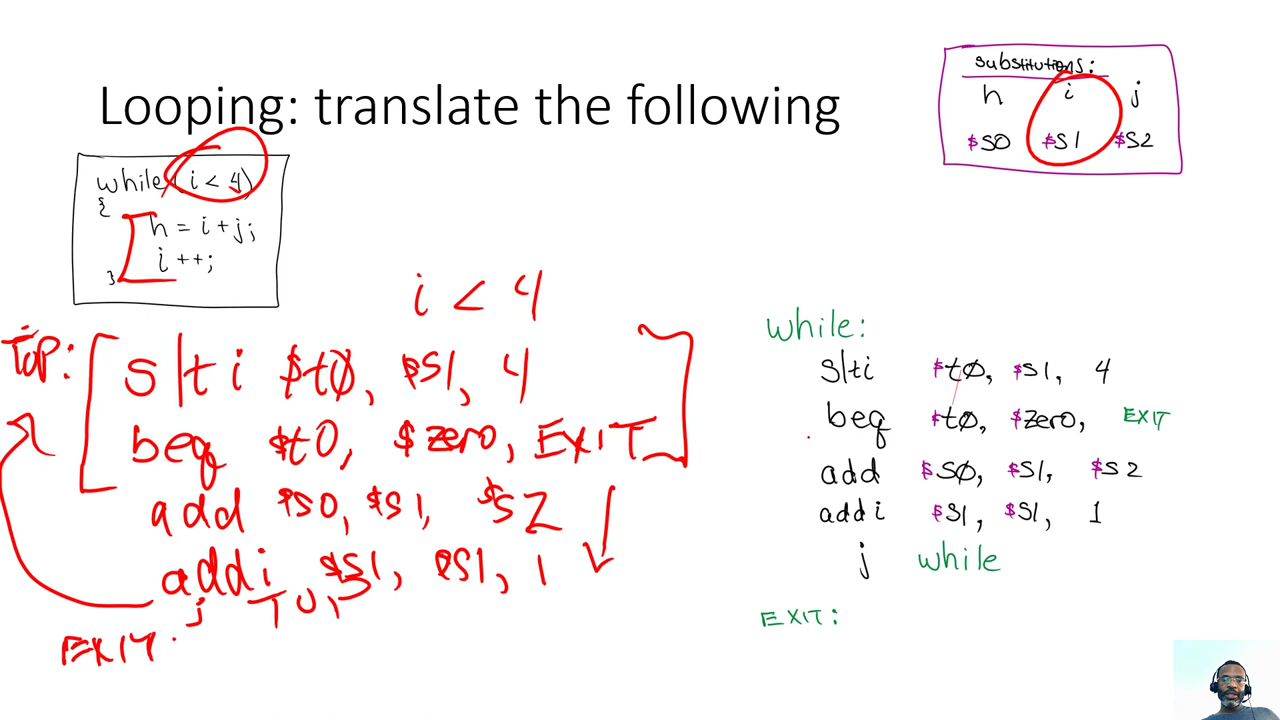 Looping: translate the following
substitutions:
h i j
$S0 $S1 $S2
while (i < 4)
{
h = i + j;
i ++;
}
i < 4
TOP:
slti $t0, $S1, 4
beq $t0, $zero, EXIT
add $S0, $S1, $S2
addi $S1, $S1, 1
j TOP
EXIT:
while:
slti $t0, $S1, 4
beq $t0, $zero, EXIT
add $S0, $S1, $S2
addi $S1, $S1, 1
j while
EXIT: